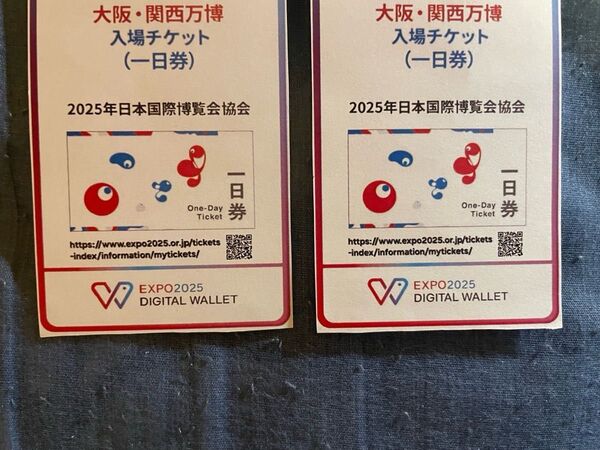 大阪・関西万博
入場チケット
(一日券)
2025年日本国際博覧会協会
一日券
One-Day
Ticket
https://www.expo2025.or.jp/tickets
-index/information/mytickets/
EXPO2025
DIGITAL WALLET
大阪・関西万博
入場チケット
(一日券)
2025年日本国際博覧会協会
一日券
One-Day
Ticket
https://www.expo2025.or.jp/tickets
-index/information/mytickets/
EXPO2025
DIGITAL WALLET